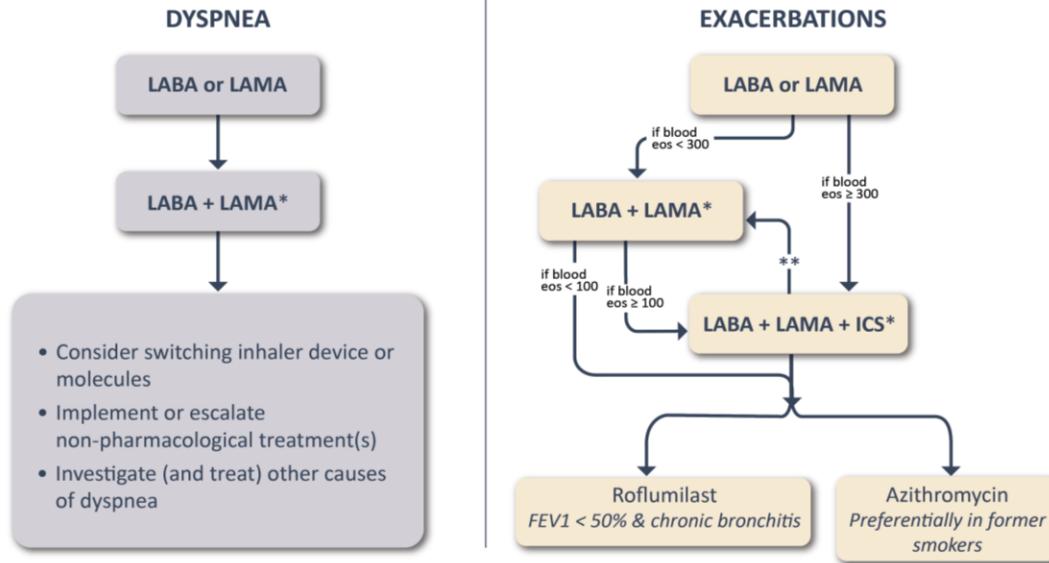 DYSPNEA
LABA or LAMA
LABA + LAMA*
• Consider switching inhaler device or
molecules
• Implement or escalate
non-pharmacological treatment(s)
• Investigate (and treat) other causes
of dyspnea
EXACERBATIONS
LABA or LAMA
if blood
eos < 300
if blood
eos ≥ 300
LABA + LAMA*
**
if blood
eos < 100
if blood
eos ≥ 100
LABA + LAMA + ICS*
Roflumilast
FEV1 < 50% & chronic bronchitis
Azithromycin
Preferentially in former
smokers